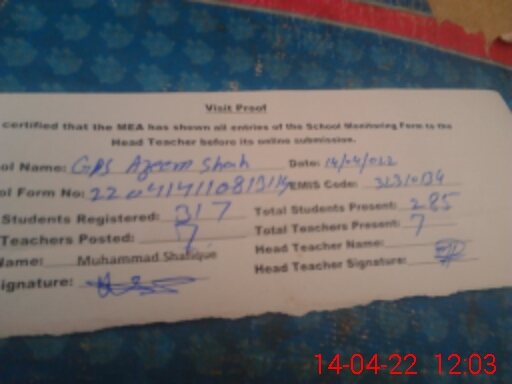 Visit Proof
certified that the MEA has shown all entries of the School Monitoring Form to the
Head Teacher before its online submission.
ol Name: GPS Azeem Shah Date: 14/04/022
ol Form No: EMIS Code:
Students Registered: 317 Total Students Present: 285
Teachers Posted: 7 Total Teachers Present: 7
Name: Muhammad Shafique Head Teacher Name:
ignature: Head Teacher Signature:
14-04-22 12:03